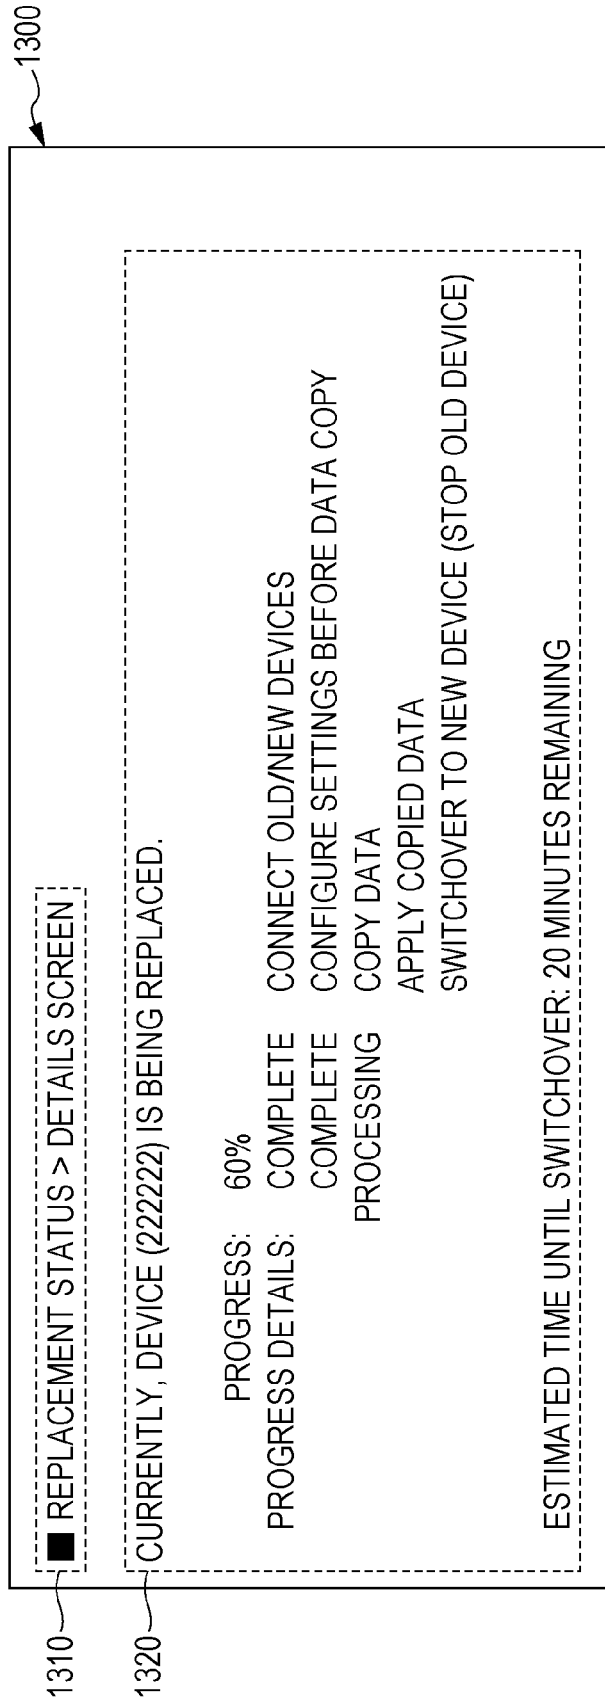 1300
1310
■ REPLACEMENT STATUS > DETAILS SCREEN
1320
CURRENTLY, DEVICE (222222) IS BEING REPLACED.
PROGRESS: 60%
PROGRESS DETAILS: COMPLETE CONNECT OLD/NEW DEVICES
COMPLETE CONFIGURE SETTINGS BEFORE DATA COPY
PROCESSING COPY DATA
APPLY COPIED DATA
SWITCHOVER TO NEW DEVICE (STOP OLD DEVICE)
ESTIMATED TIME UNTIL SWITCHOVER: 20 MINUTES REMAINING